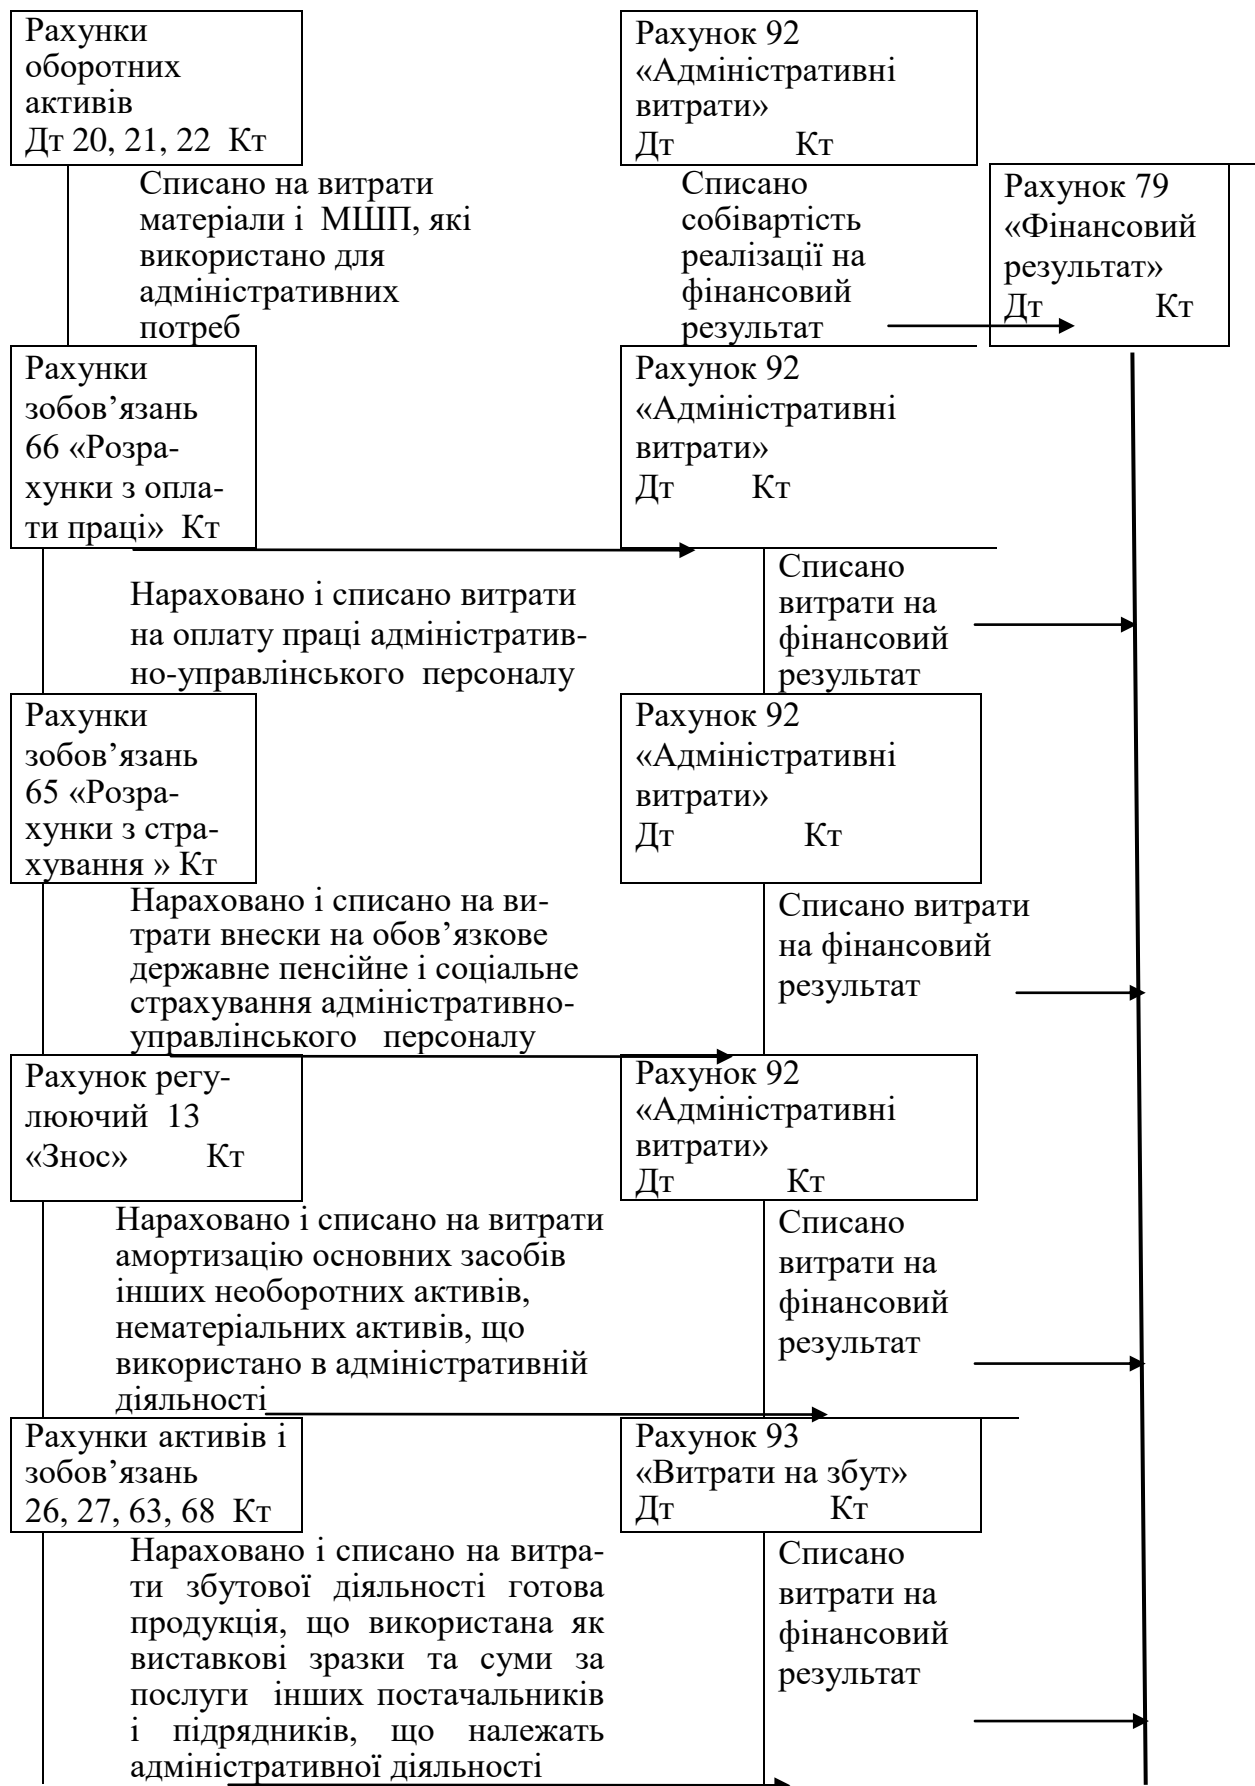 Рахунки
оборотних
активів
Дт 20, 21, 22 Кт
Рахунок 92
«Адміністративні
витрати»
Дт Кт
Списано на витрати
матеріали і МШП, які
використано для
адміністративних
потреб
Списано
собівартість
реалізації на
фінансовий
результат
Рахунок 79
«Фінансовий
результат»
Дт Кт
Рахунки
зобов’язань
66 «Розра-
хунки з опла-
ти праці» Кт
Рахунок 92
«Адміністративні
витрати»
Дт Кт
Нараховано і списано витрати
на оплату праці адміністратив-
но-управлінського персоналу
Списано
витрати на
фінансовий
результат
Рахунки
зобов’язань
65 «Розра-
хунки з стра-
хування » Кт
Рахунок 92
«Адміністративні
витрати»
Дт Кт
Нараховано і списано на ви-
трати внески на обов’язкове
державне пенсійне і соціальне
страхування адміністративно-
управлінського персоналу
Списано витрати
на фінансовий
результат
Рахунок регу-
люючий 13
«Знос» Кт
Рахунок 92
«Адміністративні
витрати»
Дт Кт
Нараховано і списано на витрати
амортизацію основних засобів
інших необоротних активів,
нематеріальних активів, що
використано в адміністративній
діяльності
Списано
витрати на
фінансовий
результат
Рахунки активів і
зобов’язань
26, 27, 63, 68 Кт
Рахунок 93
«Витрати на збут»
Дт Кт
Нараховано і списано на витра-
ти збутової діяльності готова
продукція, що використана як
виставкові зразки та суми за
послуги інших постачальників
і підрядників, що належать
адміністративної діяльності
Списано
витрати на
фінансовий
результат